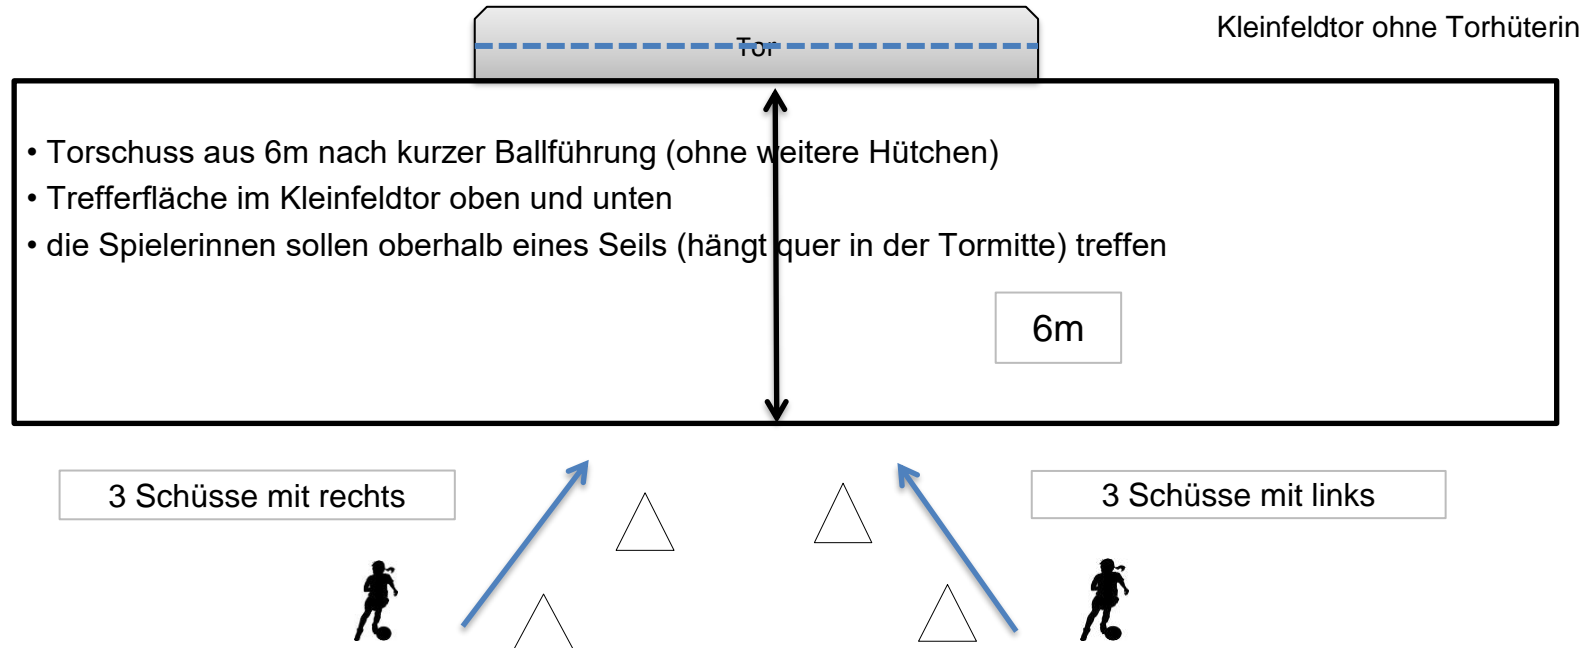 Kleinfeldtor ohne Torhüterin
Tor
• Torschuss aus 6m nach kurzer Ballführung (ohne weitere Hütchen)
• Trefferfläche im Kleinfeldtor oben und unten
• die Spielerinnen sollen oberhalb eines Seils (hängt quer in der Tormitte) treffen
6m
3 Schüsse mit rechts
3 Schüsse mit links